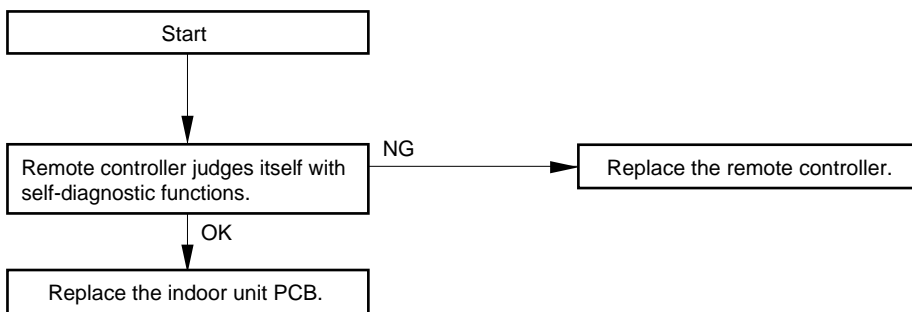 Start
NG
Remote controller judges itself with
self-diagnostic functions.
Replace the remote controller.
OK
Replace the indoor unit PCB.